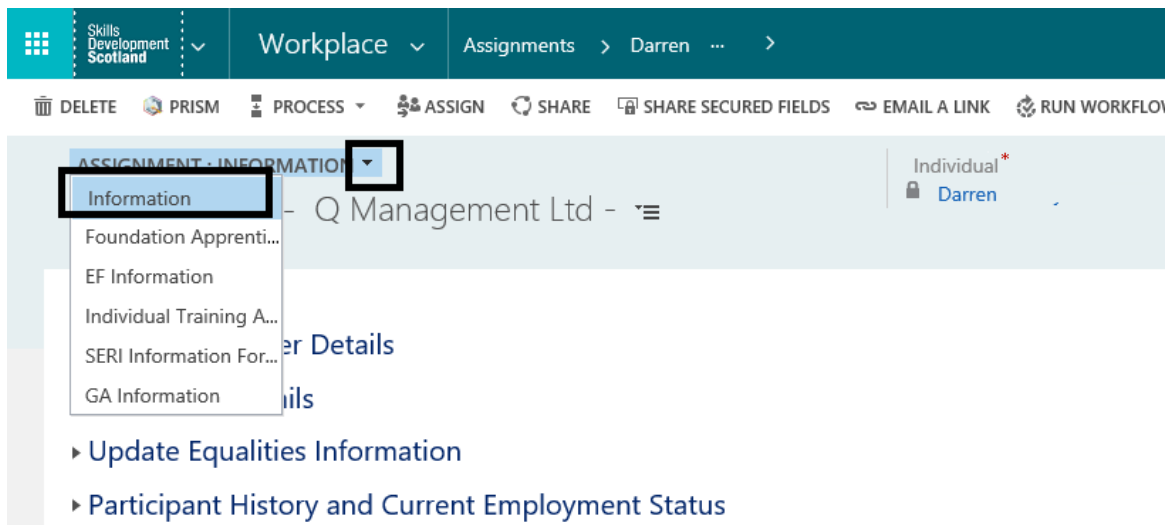 Skills
Development
Scotland
Workplace
Assignments > Darren ... >
DELETE PRISM PROCESS ASSIGN SHARE SHARE SECURED FIELDS EMAIL A LINK RUN WORKFLOW
ASSIGNMENT : INFORMATION
Individual*
Information
- Q Management Ltd -
Darren
Foundation Apprenti...
EF Information
Individual Training A...
SERI Information For...
er Details
GA Information
ils
Update Equalities Information
Participant History and Current Employment Status